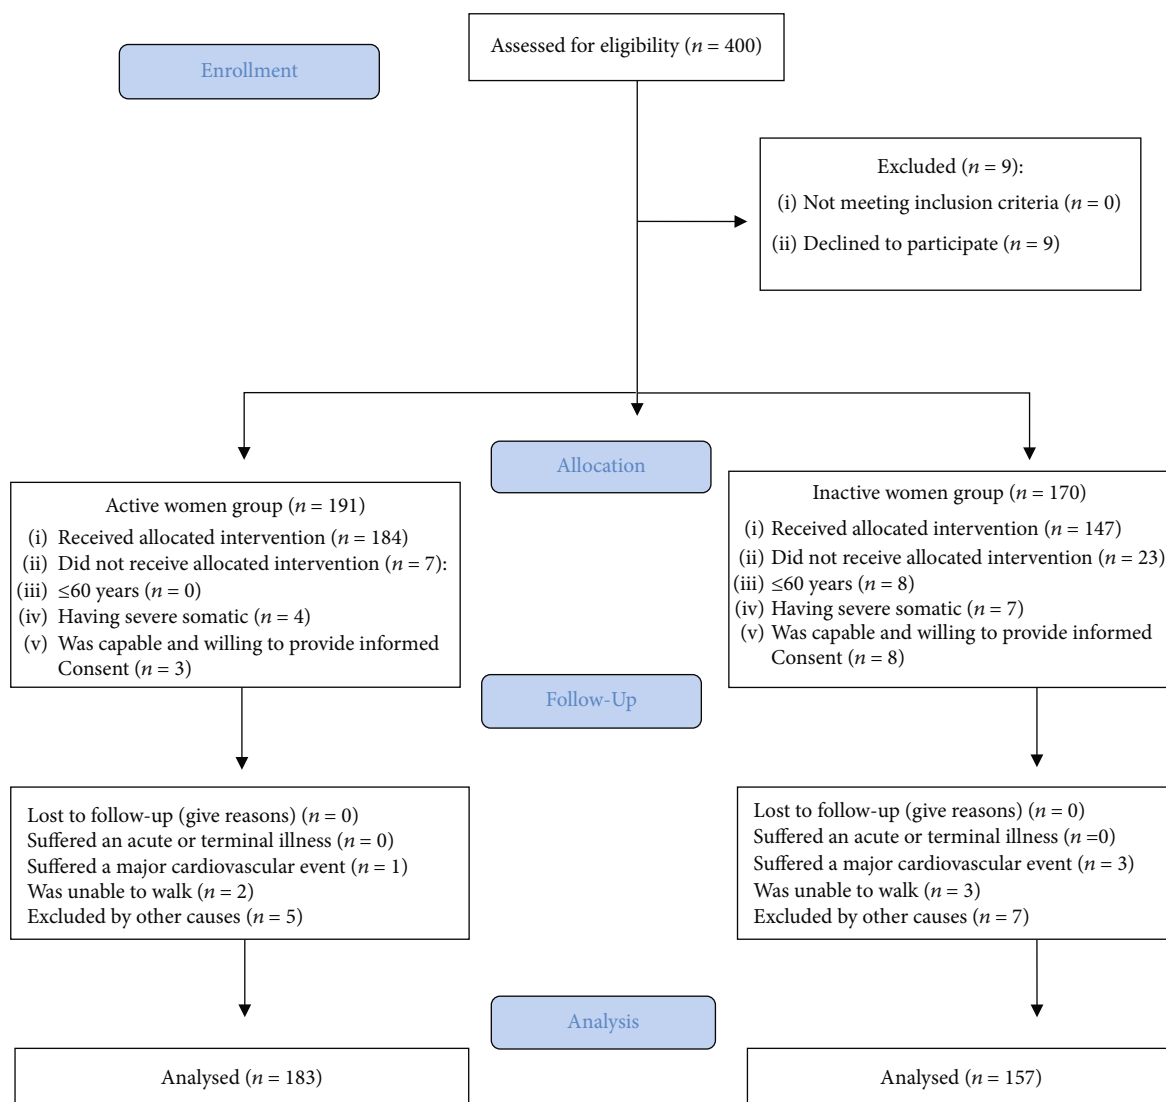 Assessed for eligibility (n = 400)
Enrollment
Excluded (n = 9):
(i) Not meeting inclusion criteria (n = 0)
(ii) Declined to participate (n = 9)
Allocation
Active women group (n = 191)
(i) Received allocated intervention (n = 184)
(ii) Did not receive allocated intervention (n = 7):
(iii) ≤60 years (n = 0)
(iv) Having severe somatic (n = 4)
(v) Was capable and willing to provide informed
Consent (n = 3)
Inactive women group (n = 170)
(i) Received allocated intervention (n = 147)
(ii) Did not receive allocated intervention (n = 23)
(iii) ≤60 years (n = 8)
(iv) Having severe somatic (n = 7)
(v) Was capable and willing to provide informed
Consent (n = 8)
Follow-Up
Lost to follow-up (give reasons) (n = 0)
Suffered an acute or terminal illness (n = 0)
Suffered a major cardiovascular event (n = 1)
Was unable to walk (n = 2)
Excluded by other causes (n = 5)
Lost to follow-up (give reasons) (n = 0)
Suffered an acute or terminal illness (n =0)
Suffered a major cardiovascular event (n = 3)
Was unable to walk (n = 3)
Excluded by other causes (n = 7)
Analysis
Analysed (n = 183)
Analysed (n = 157)